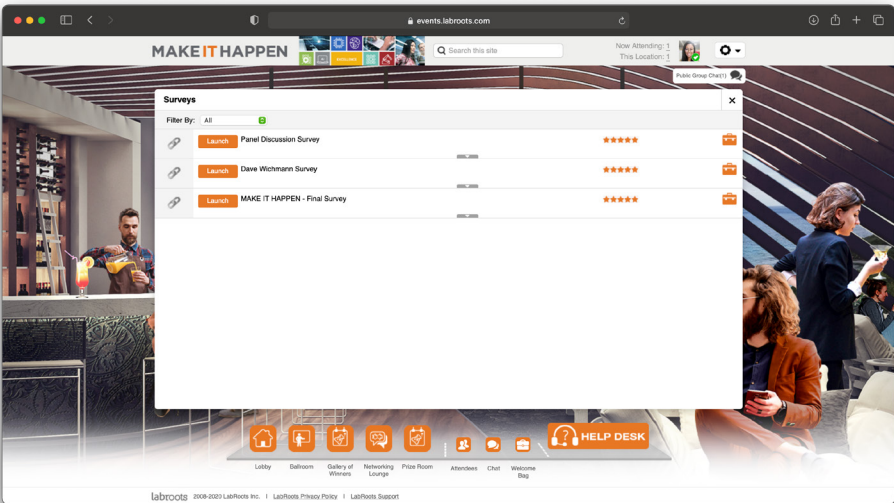 events.labroots.com
MAKE IT HAPPEN
Search this site
Now Attending: 1
This Location: 1
Public Group Chat(1)
Surveys
Filter By: All
Launch Panel Discussion Survey
Launch Dave Wichmann Survey
Launch MAKE IT HAPPEN - Final Survey
HELP DESK
Lobby
Ballroom
Gallery of Winners
Networking Lounge
Prize Room
Attendees
Chat
Welcome Bag
labroots 2008-2020 LabRoots Inc. | LabRoots Privacy Policy | LabRoots Support